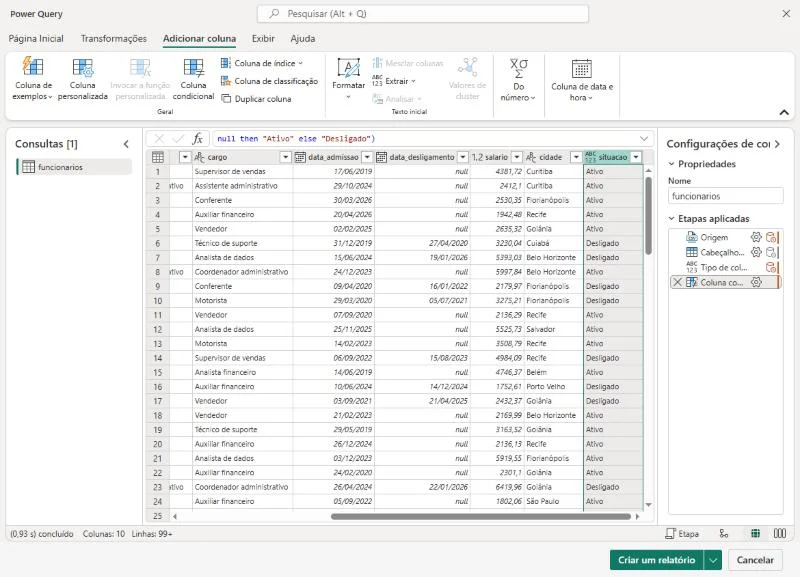 Power Query
Pesquisar (Alt + Q)
Página Inicial Transformações Adicionar coluna Exibir Ajuda
Coluna de exemplos
Coluna personalizada
Invocar a função personalizada
Coluna condicional
Coluna de índice
Coluna de classificação
Duplicar coluna
Geral
Formatar
ABC
123
Mesclar colunas
Extrair
Analisar
Texto inicial
Valores de cluster
Do número
Coluna de data e hora
Consultas [1]
funcionarios
fx null then "Ativo" else "Desligado")
cargo data_admissao data_desligamento 1,2 salario cidade ABC 123 situacao
1 Supervisor de vendas 17/06/2019 null 4381,72 Curitiba Ativo
2 ativo Assistente administrativo 29/10/2024 null 2412,1 Curitiba Ativo
3 Conferente 30/03/2026 null 2530,35 Florianópolis Ativo
4 Auxiliar financeiro 20/04/2026 null 1942,48 Recife Ativo
5 Vendedor 02/02/2025 null 2635,32 Goiânia Ativo
6 Técnico de suporte 31/12/2019 27/04/2020 3230,04 Cuiabá Desligado
7 Analista de dados 15/06/2024 19/01/2026 5393,03 Belo Horizonte Desligado
8 ativo Coordenador administrativo 24/12/2023 null 5997,84 Belo Horizonte Ativo
9 Conferente 09/04/2020 16/01/2022 2179,97 Florianópolis Desligado
10 Motorista 29/03/2020 05/07/2021 3275,21 Florianópolis Desligado
11 Vendedor 07/09/2020 null 2136,29 Recife Ativo
12 Analista de dados 25/11/2025 null 5525,73 Salvador Ativo
13 Motorista 14/02/2023 null 3508,79 Recife Ativo
14 Supervisor de vendas 06/09/2022 15/08/2023 4984,09 Recife Desligado
15 Analista financeiro 14/06/2019 null 4746,37 Belém Ativo
16 Auxiliar financeiro 10/06/2024 14/12/2024 1752,61 Porto Velho Desligado
17 Vendedor 03/09/2021 21/04/2025 2432,37 Goiânia Desligado
18 Vendedor 21/02/2023 null 2169,99 Belo Horizonte Ativo
19 Técnico de suporte 29/05/2019 null 3163,52 Goiânia Ativo
20 Auxiliar financeiro 26/12/2024 null 2136,13 Recife Ativo
21 Analista de dados 03/12/2023 null 5919,55 Florianópolis Ativo
22 Auxiliar financeiro 24/02/2020 null 2301,1 Goiânia Ativo
23 ativo Coordenador administrativo 26/04/2024 22/01/2026 6419,96 Goiânia Desligado
24 Auxiliar financeiro 05/09/2022 null 1802,06 São Paulo Ativo
25
Configurações de co
Propriedades
Nome
funcionarios
Etapas aplicadas
Origem
Cabeçalho...
ABC 123 Tipo de col...
Coluna co...
(0,93 s) concluído Colunas: 10 Linhas: 99+
Etapa
Criar um relatório
Cancelar